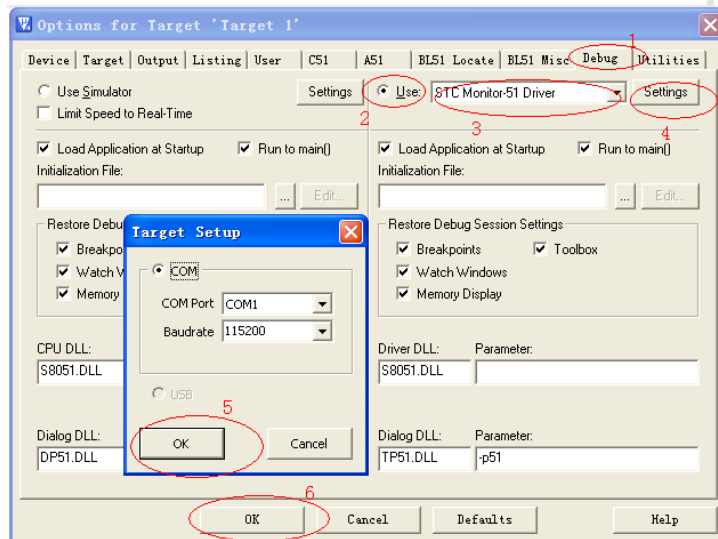 Options for Target 'Target 1'
1
Device Target Output Listing User C51 A51 BL51 Locate BL51 Misc Debug Utilities
Use Simulator Settings Use: STC Monitor-51 Driver Settings
Limit Speed to Real-Time
2 3 4
Load Application at Startup Run to main() Load Application at Startup Run to main()
Initialization File: Initialization File:
... Edit... ... Edit...
Restore Debu Restore Debug Session Settings
Breakpo Breakpoints Toolbox
Watch W Watch Windows
Memory Memory Display
Target Setup
COM
COM Port COM1
Baudrate 115200
USB
5
OK Cancel
CPU DLL: Driver DLL: Parameter:
S8051.DLL S8051.DLL
Dialog DLL: Dialog DLL: Parameter:
DP51.DLL TP51.DLL -p51
6
OK Cancel Defaults Help